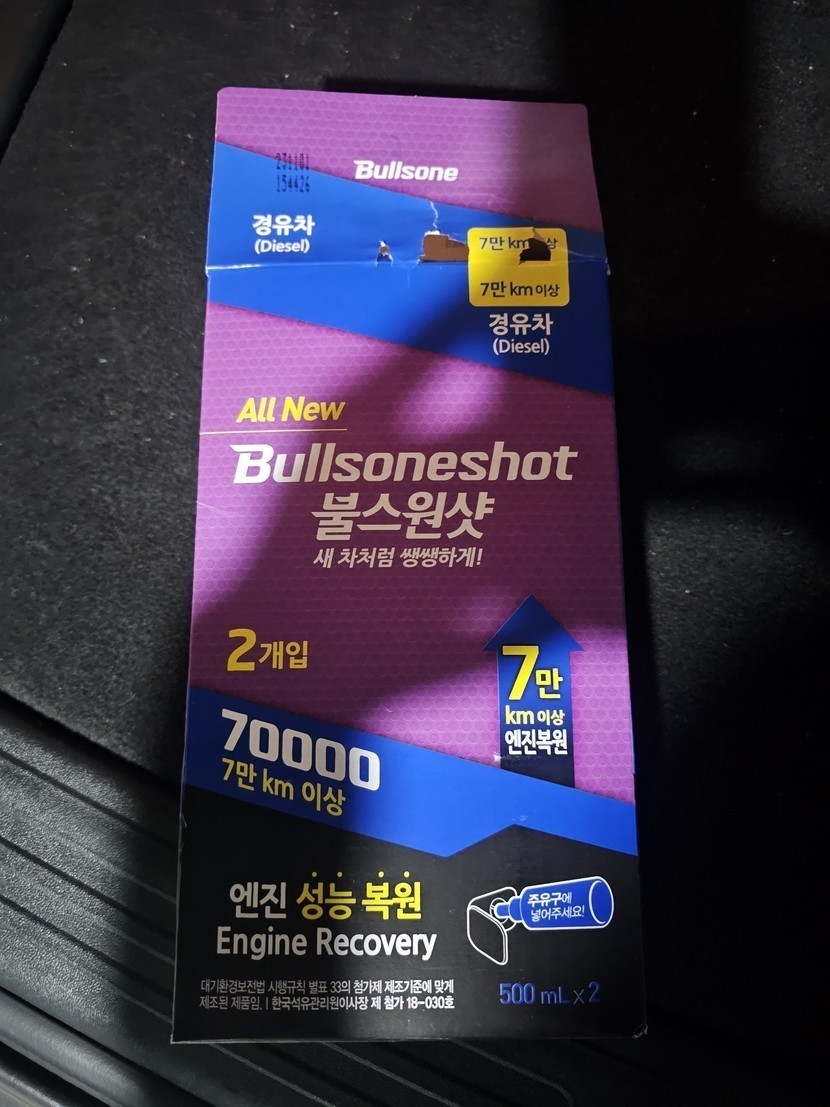 231101
154426
Bullsone
경유차
(Diesel)
7만 km 상
7만 km 이상
경유차
(Diesel)
All New
Bullsoneshot
불스원샷
새 차처럼 쌩쌩하게!
2개입
7만
km 이상
엔진복원
70000
7만 km 이상
엔진 성능 복원
Engine Recovery
주유구에
넣어주세요!
대기환경보전법 시행규칙 별표 33의 첨가제 제조기준에 맞게
제조된 제품임. | 한국석유관리원이사장 제 첨가 18-030호
500 mL x 2